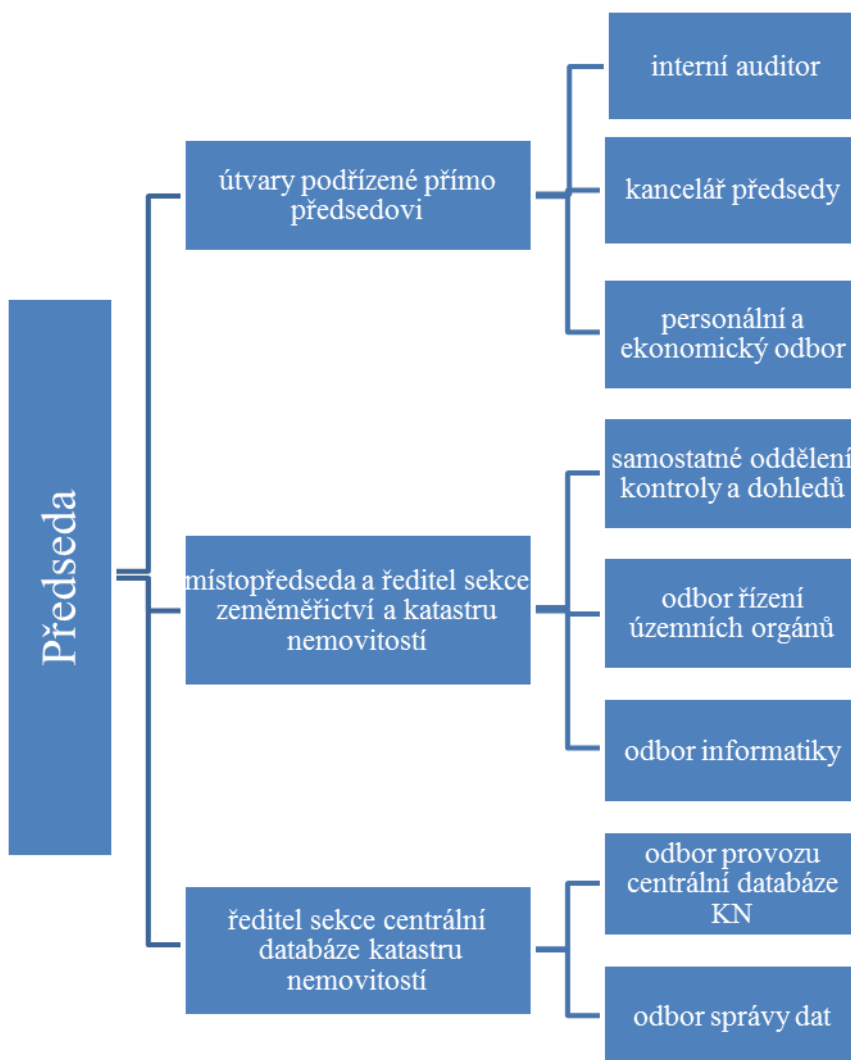 Předseda
útvary podřízené přímo
předsedovi
interní auditor
kancelář předsedy
personální a
ekonomický odbor
místopředseda a ředitel sekce
zeměměřictví a katastru
nemovitostí
samostatné oddělení
kontroly a dohledů
odbor řízení
územních orgánů
odbor informatiky
ředitel sekce centrální
databáze katastru
nemovitostí
odbor provozu
centrální databáze
KN
odbor správy dat